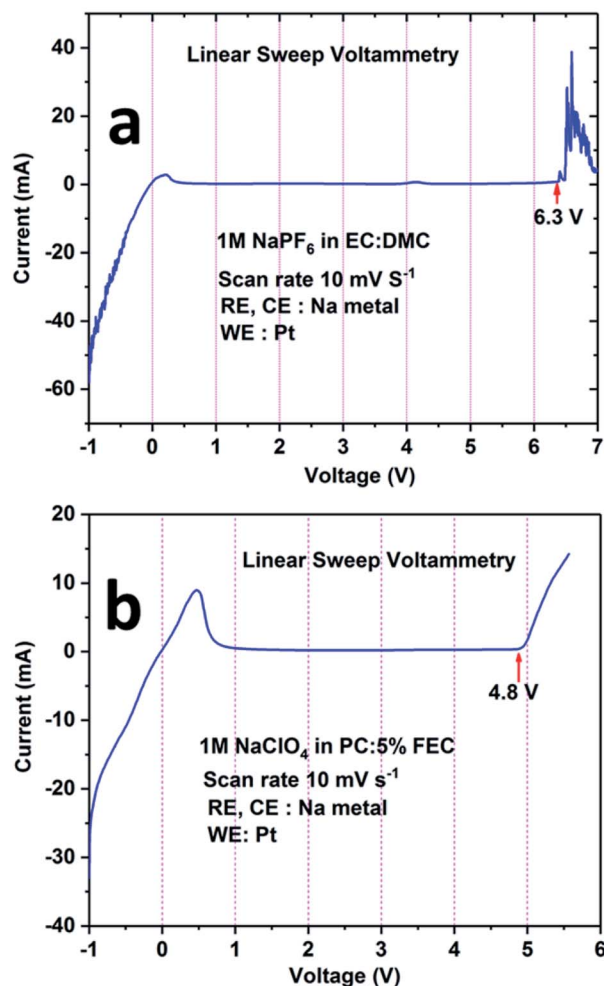 Linear Sweep Voltammetry
a
Current (mA)
40
20
0
-20
-40
-60
6.3 V
1M NaPF₆ in EC:DMC
Scan rate 10 mV S⁻¹
RE, CE : Na metal
WE : Pt
-1 0 1 2 3 4 5 6 7
Voltage (V)
20
Linear Sweep Voltammetry
b
Current (mA)
10
0
-10
-20
-30
-40
4.8 V
1M NaClO₄ in PC:5% FEC
Scan rate 10 mV s⁻¹
RE, CE : Na metal
WE: Pt
-1 0 1 2 3 4 5 6
Voltage (V)